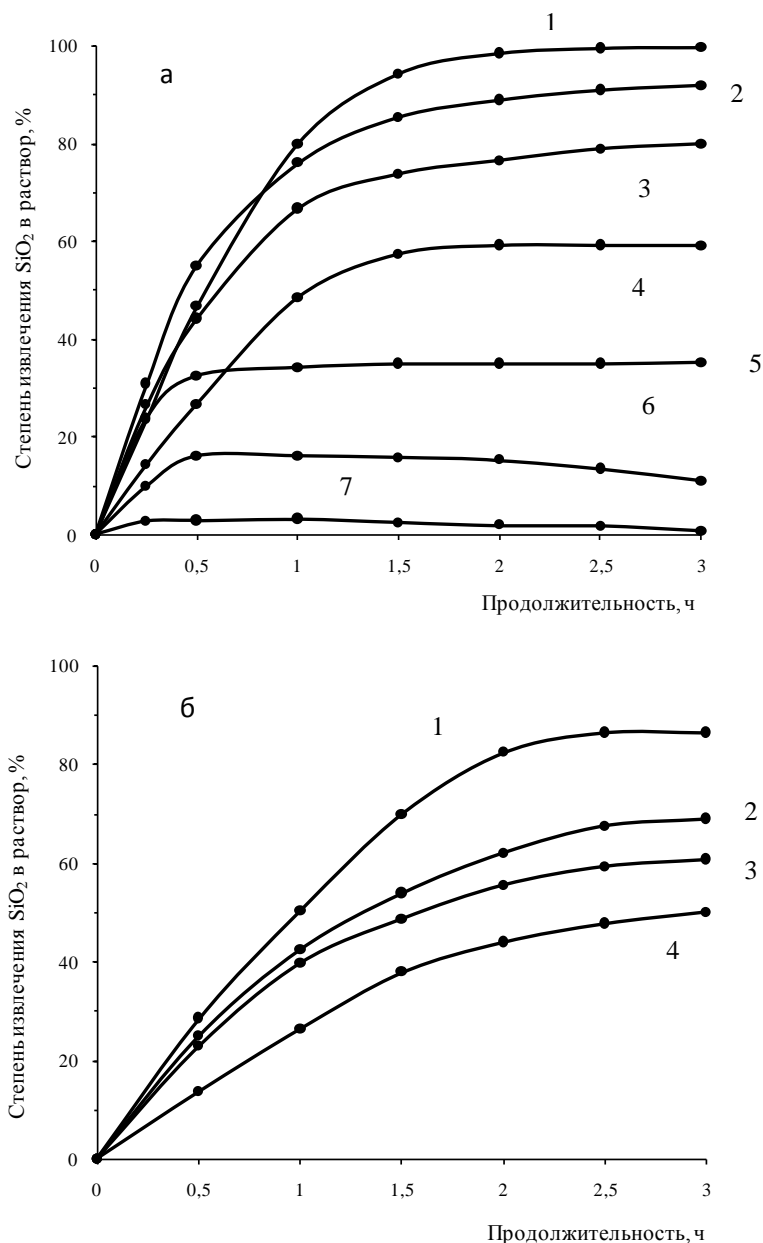 1
100
а
2
80
3
60
4
40
5
6
20
7
0
0 0,5 1 1,5 2 2,5 3
Степень извлечения SiO₂ в раствор, %
Продолжительность, ч
100
б
1
80
2
60
3
4
40
20
0
0 0,5 1 1,5 2 2,5 3
Степень извлечения SiO₂ в раствор, %
Продолжительность, ч